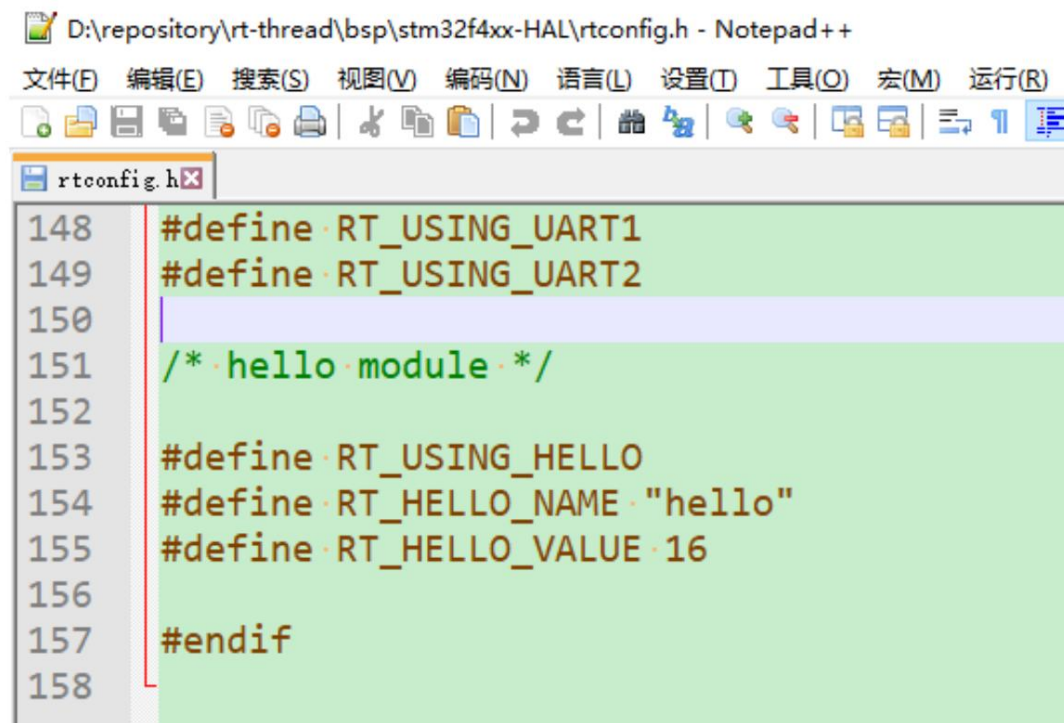 D:\repository\rt-thread\bsp\stm32f4xx-HAL\rtconfig.h - Notepad++
文件(F) 编辑(E) 搜索(S) 视图(V) 编码(N) 语言(L) 设置(T) 工具(O) 宏(M) 运行(R)
rtconfig.h
148 #define RT_USING_UART1
149 #define RT_USING_UART2
150
151 /* hello module */
152
153 #define RT_USING_HELLO
154 #define RT_HELLO_NAME "hello"
155 #define RT_HELLO_VALUE 16
156
157 #endif
158